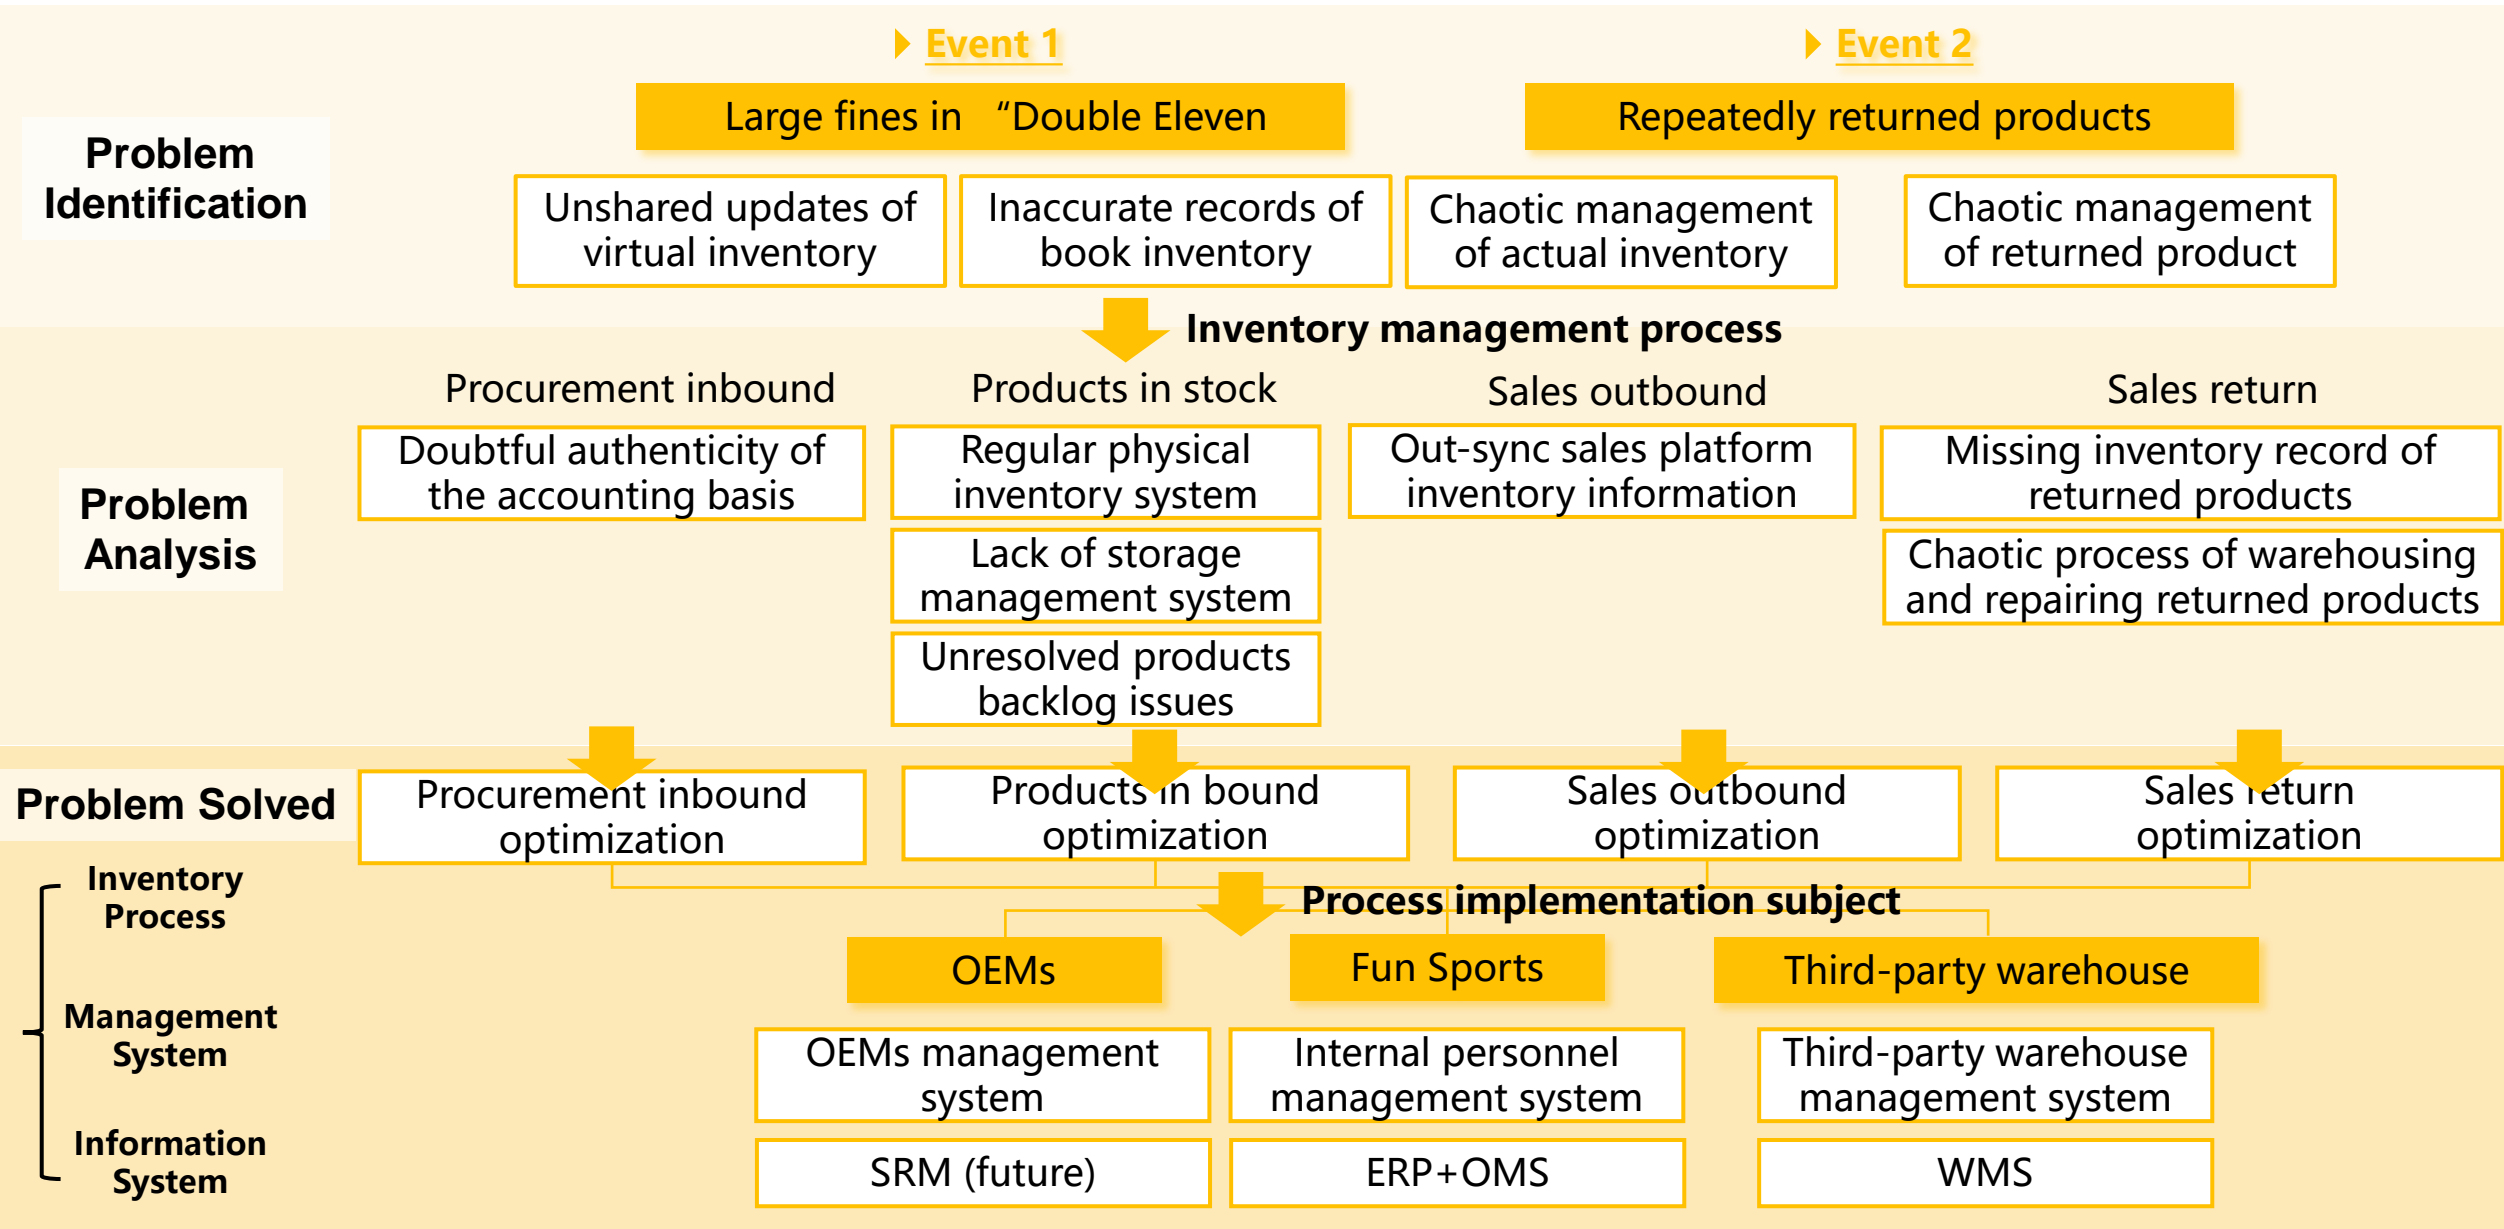 Event 1
Event 2
Large fines in “Double Eleven
Repeatedly returned products
Problem
Identification
Unshared updates of
virtual inventory
Inaccurate records of
book inventory
Chaotic management
of actual inventory
Chaotic management
of returned product
Inventory management process
Procurement inbound
Products in stock
Sales outbound
Sales return
Problem
Analysis
Doubtful authenticity of
the accounting basis
Regular physical
inventory system
Lack of storage
management system
Unresolved products
backlog issues
Out-sync sales platform
inventory information
Missing inventory record of
returned products
Chaotic process of warehousing
and repairing returned products
Problem Solved
Procurement inbound
optimization
Products in bound
optimization
Sales outbound
optimization
Sales return
optimization
Inventory
Process
Process implementation subject
OEMs
Fun Sports
Third-party warehouse
Management
System
OEMs management
system
Internal personnel
management system
Third-party warehouse
management system
Information
System
SRM (future)
ERP+OMS
WMS